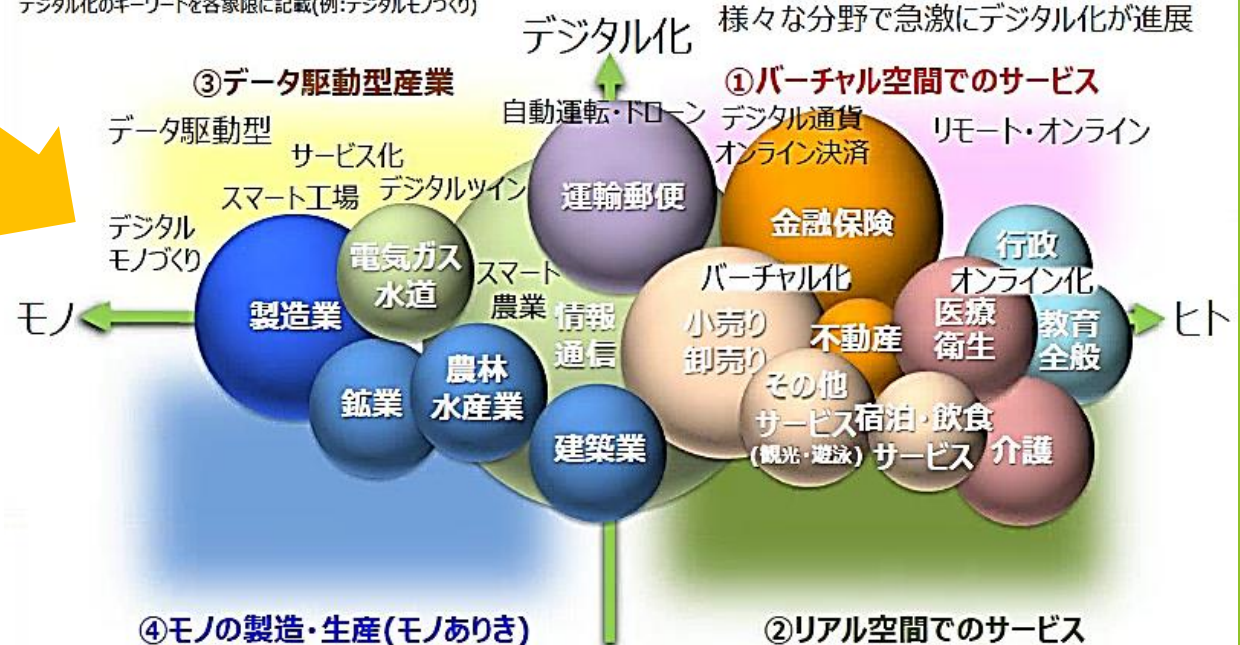 デジタル化のキーワードを各象限に記載(例:デジタルモノづくり)
様々な分野で急激にデジタル化が進展
デジタル化
③データ駆動型産業
①バーチャル空間でのサービス
自動運転・ドローン
デジタル通貨
オンライン決済
リモート・オンライン
データ駆動型
サービス化
スマート工場
デジタルツイン
デジタル
モノづくり
運輸郵便
金融保険
行政
電気ガス
水道
スマート
農業
バーチャル化
オンライン化
モノ
ヒト
製造業
情報
通信
小売り
卸売り
不動産
医療
衛生
教育
全般
鉱業
農林
水産業
建築業
その他
サービス
(観光・遊泳)
宿泊・飲食
サービス
介護
④モノの製造・生産(モノありき)
②リアル空間でのサービス